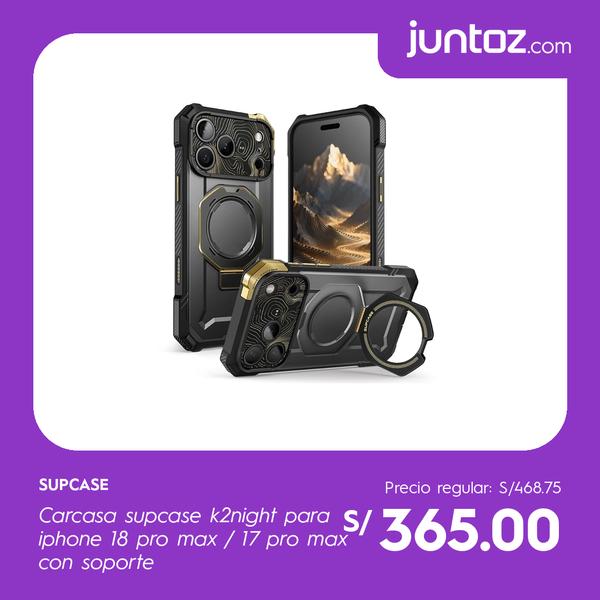 juntoz.com
SUPCASE
Carcasa supcase k2night para
iphone 18 pro max / 17 pro max
con soporte
Precio regular: S/468.75
S/ 365.00
SUPCASE